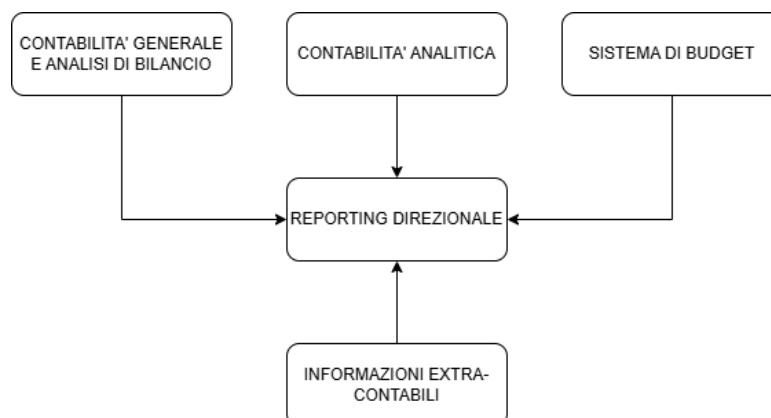 CONTABILITA' GENERALE
E ANALISI DI BILANCIO
CONTABILITA' ANALITICA
SISTEMA DI BUDGET
REPORTING DIREZIONALE
INFORMAZIONI EXTRA-
CONTABILI